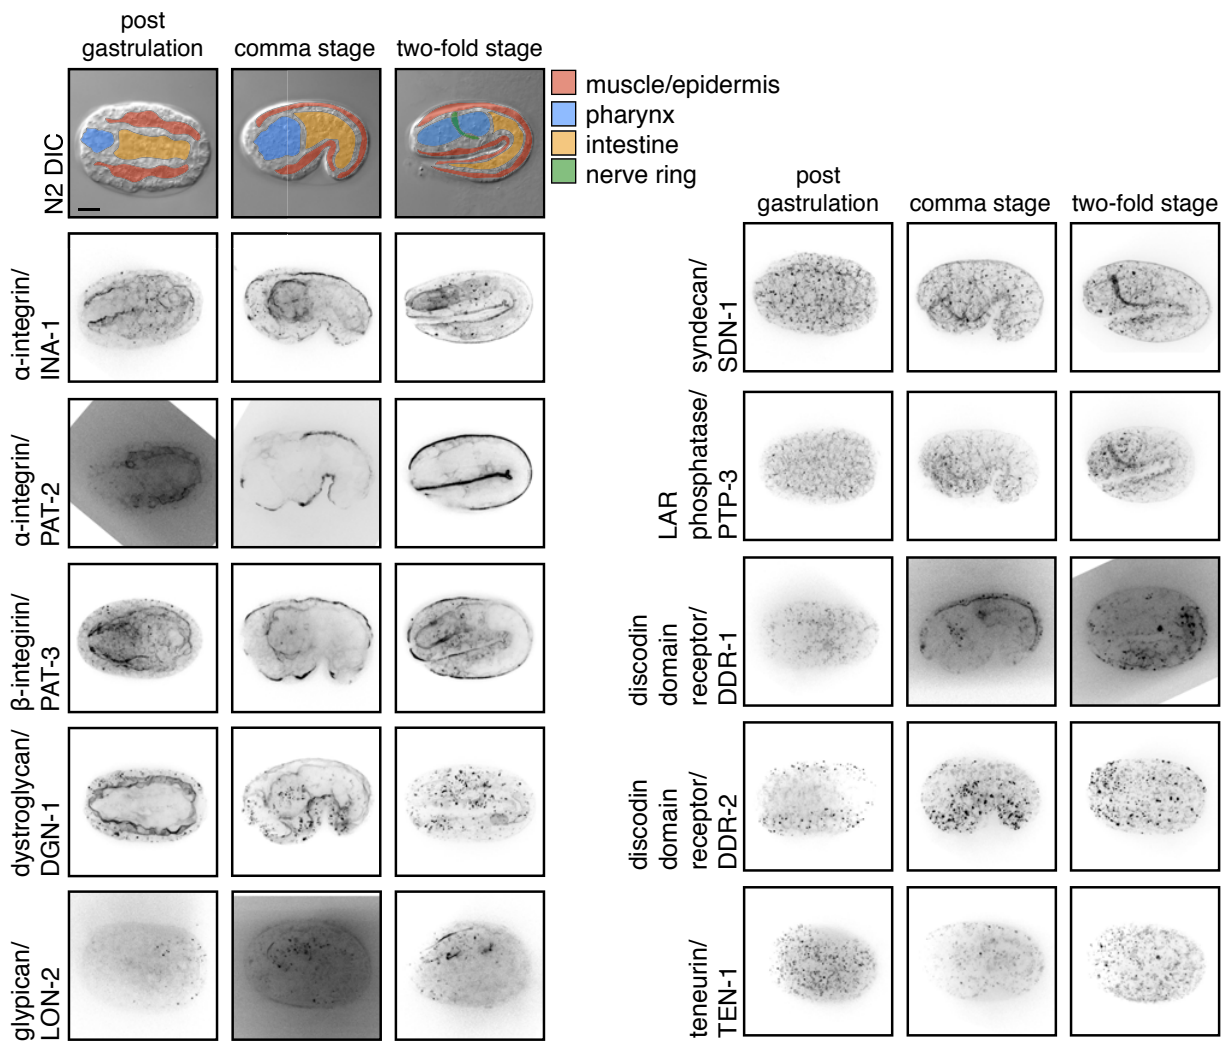 post
gastrulation
comma stage
two-fold stage
N2 DIC
muscle/epidermis
pharynx
intestine
nerve ring
α-integrin/
INA-1
α-integrin/
PAT-2
β-integirin/
PAT-3
dystroglycan/
DGN-1
glypican/
LON-2
post
gastrulation
comma stage
two-fold stage
syndecan/
SDN-1
LAR
phosphatase/
PTP-3
discodin
domain
receptor/
DDR-1
discodin
domain
receptor/
DDR-2
teneurin/
TEN-1